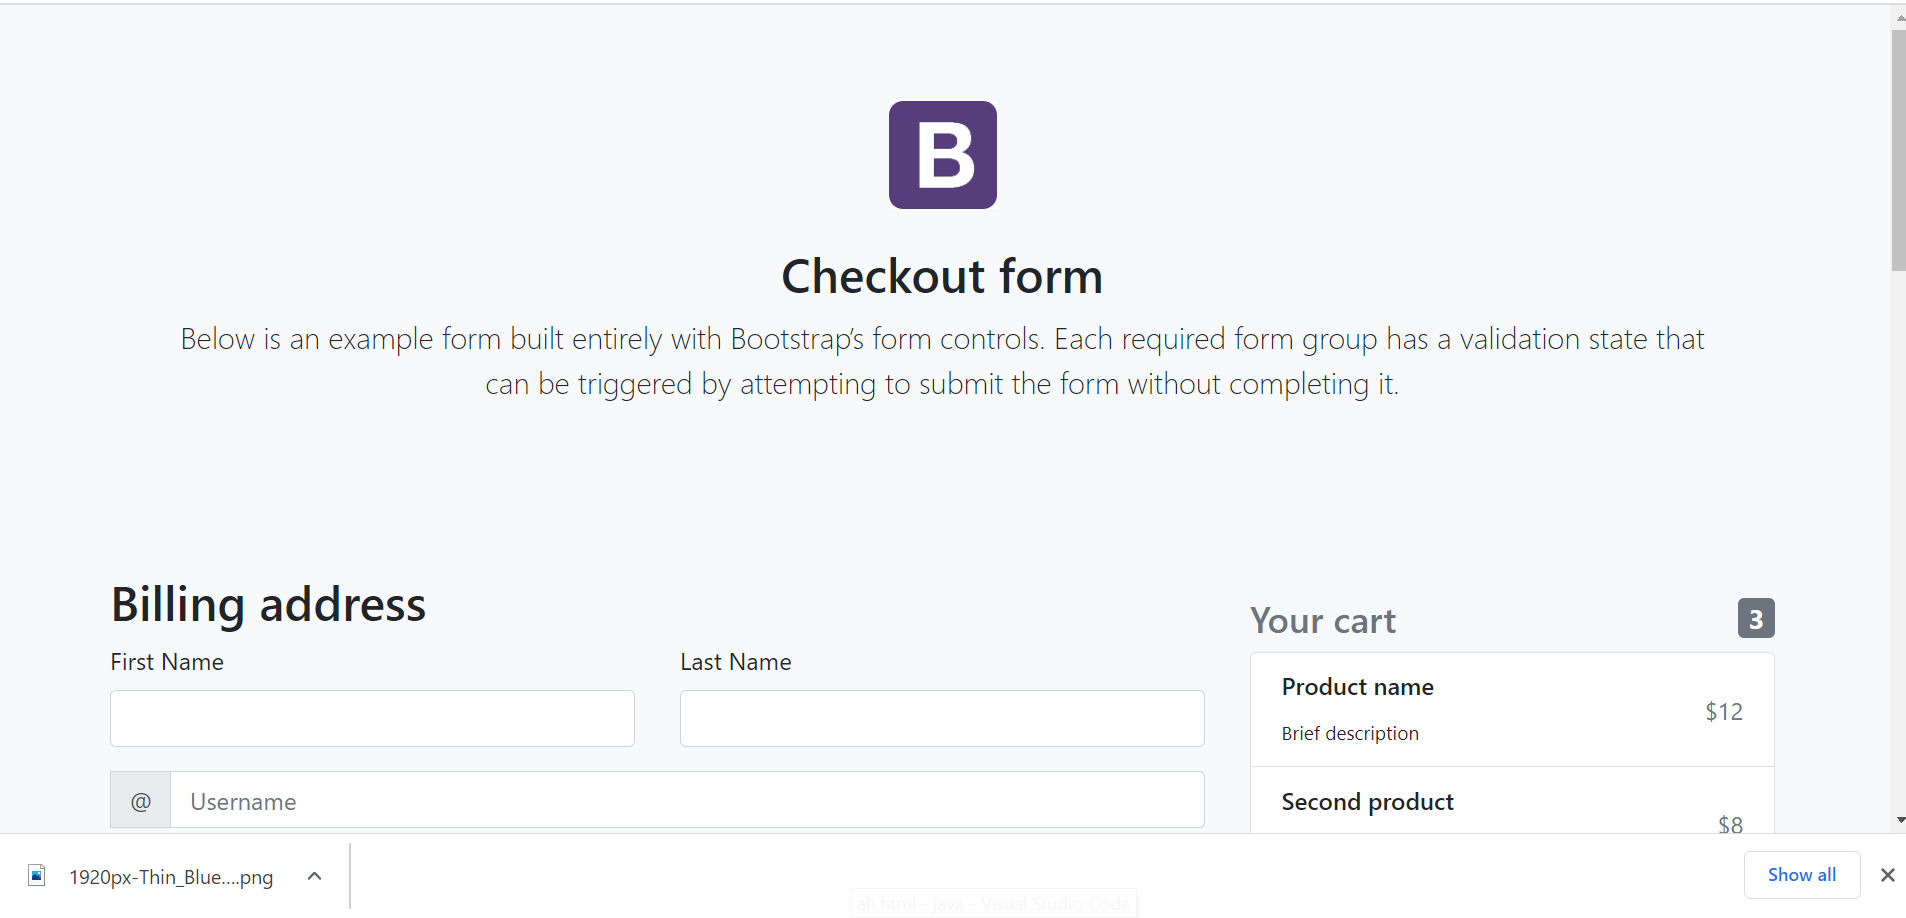 B
Checkout form
Below is an example form built entirely with Bootstrap’s form controls. Each required form group has a validation state that
can be triggered by attempting to submit the form without completing it.
Billing address
First Name
Last Name
@
Username
Your cart
3
Product name
Brief description
$12
Second product
$8
1920px-Thin_Blue....png
Show all
ah.html - java - Visual Studio Code